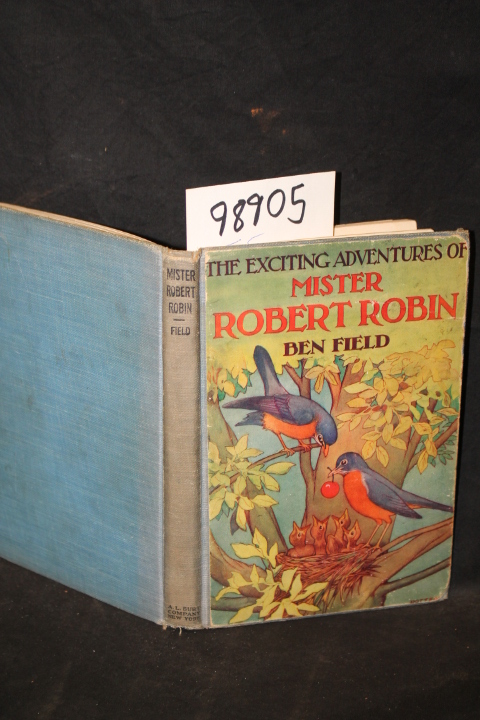 98905
THE EXCITING ADVENTURES OF
MISTER
ROBERT ROBIN
BEN FIELD
MISTER
ROBERT
ROBIN
FIELD
A. L. BURT
COMPANY
NEW YORK